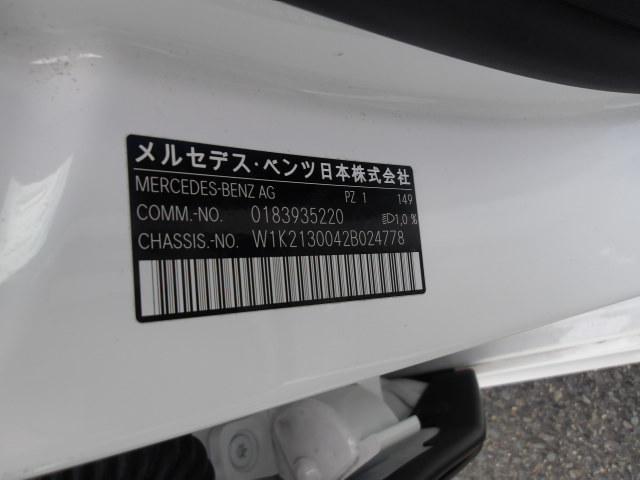 メルセデス・ベンツ日本株式会社
MERCEDES-BENZ AG PZ 1 149
COMM.-NO. 0183935220 1,0 %
CHASSIS.-NO. W1K2130042B024778